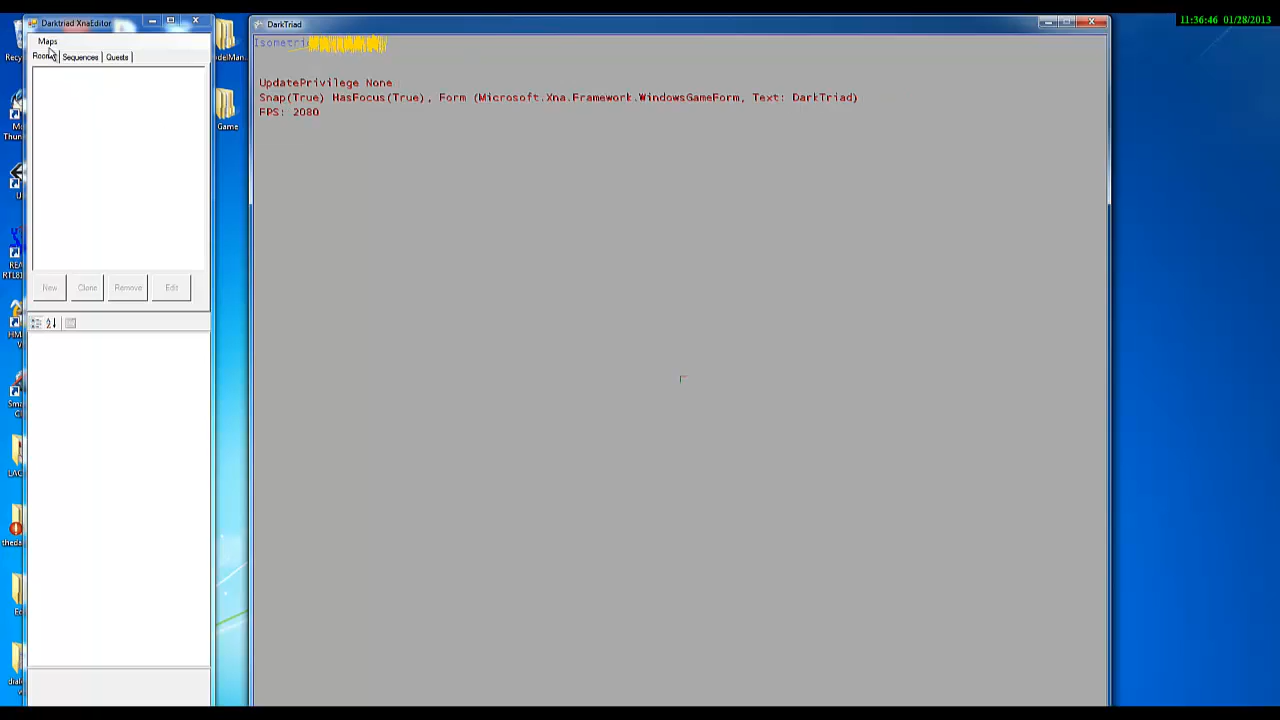 Darktriad XnaEditor
Maps
Sequences
Quests
New
Clone
Remove
Edit
Game
DarkTriad
UpdatePrivilege None
Snap(True) HasFocus(True), Form (Microsoft.Xna.Framework.WindowsGameForm, Text: DarkTriad)
FPS: 2080
11:36:46 01/28/2013